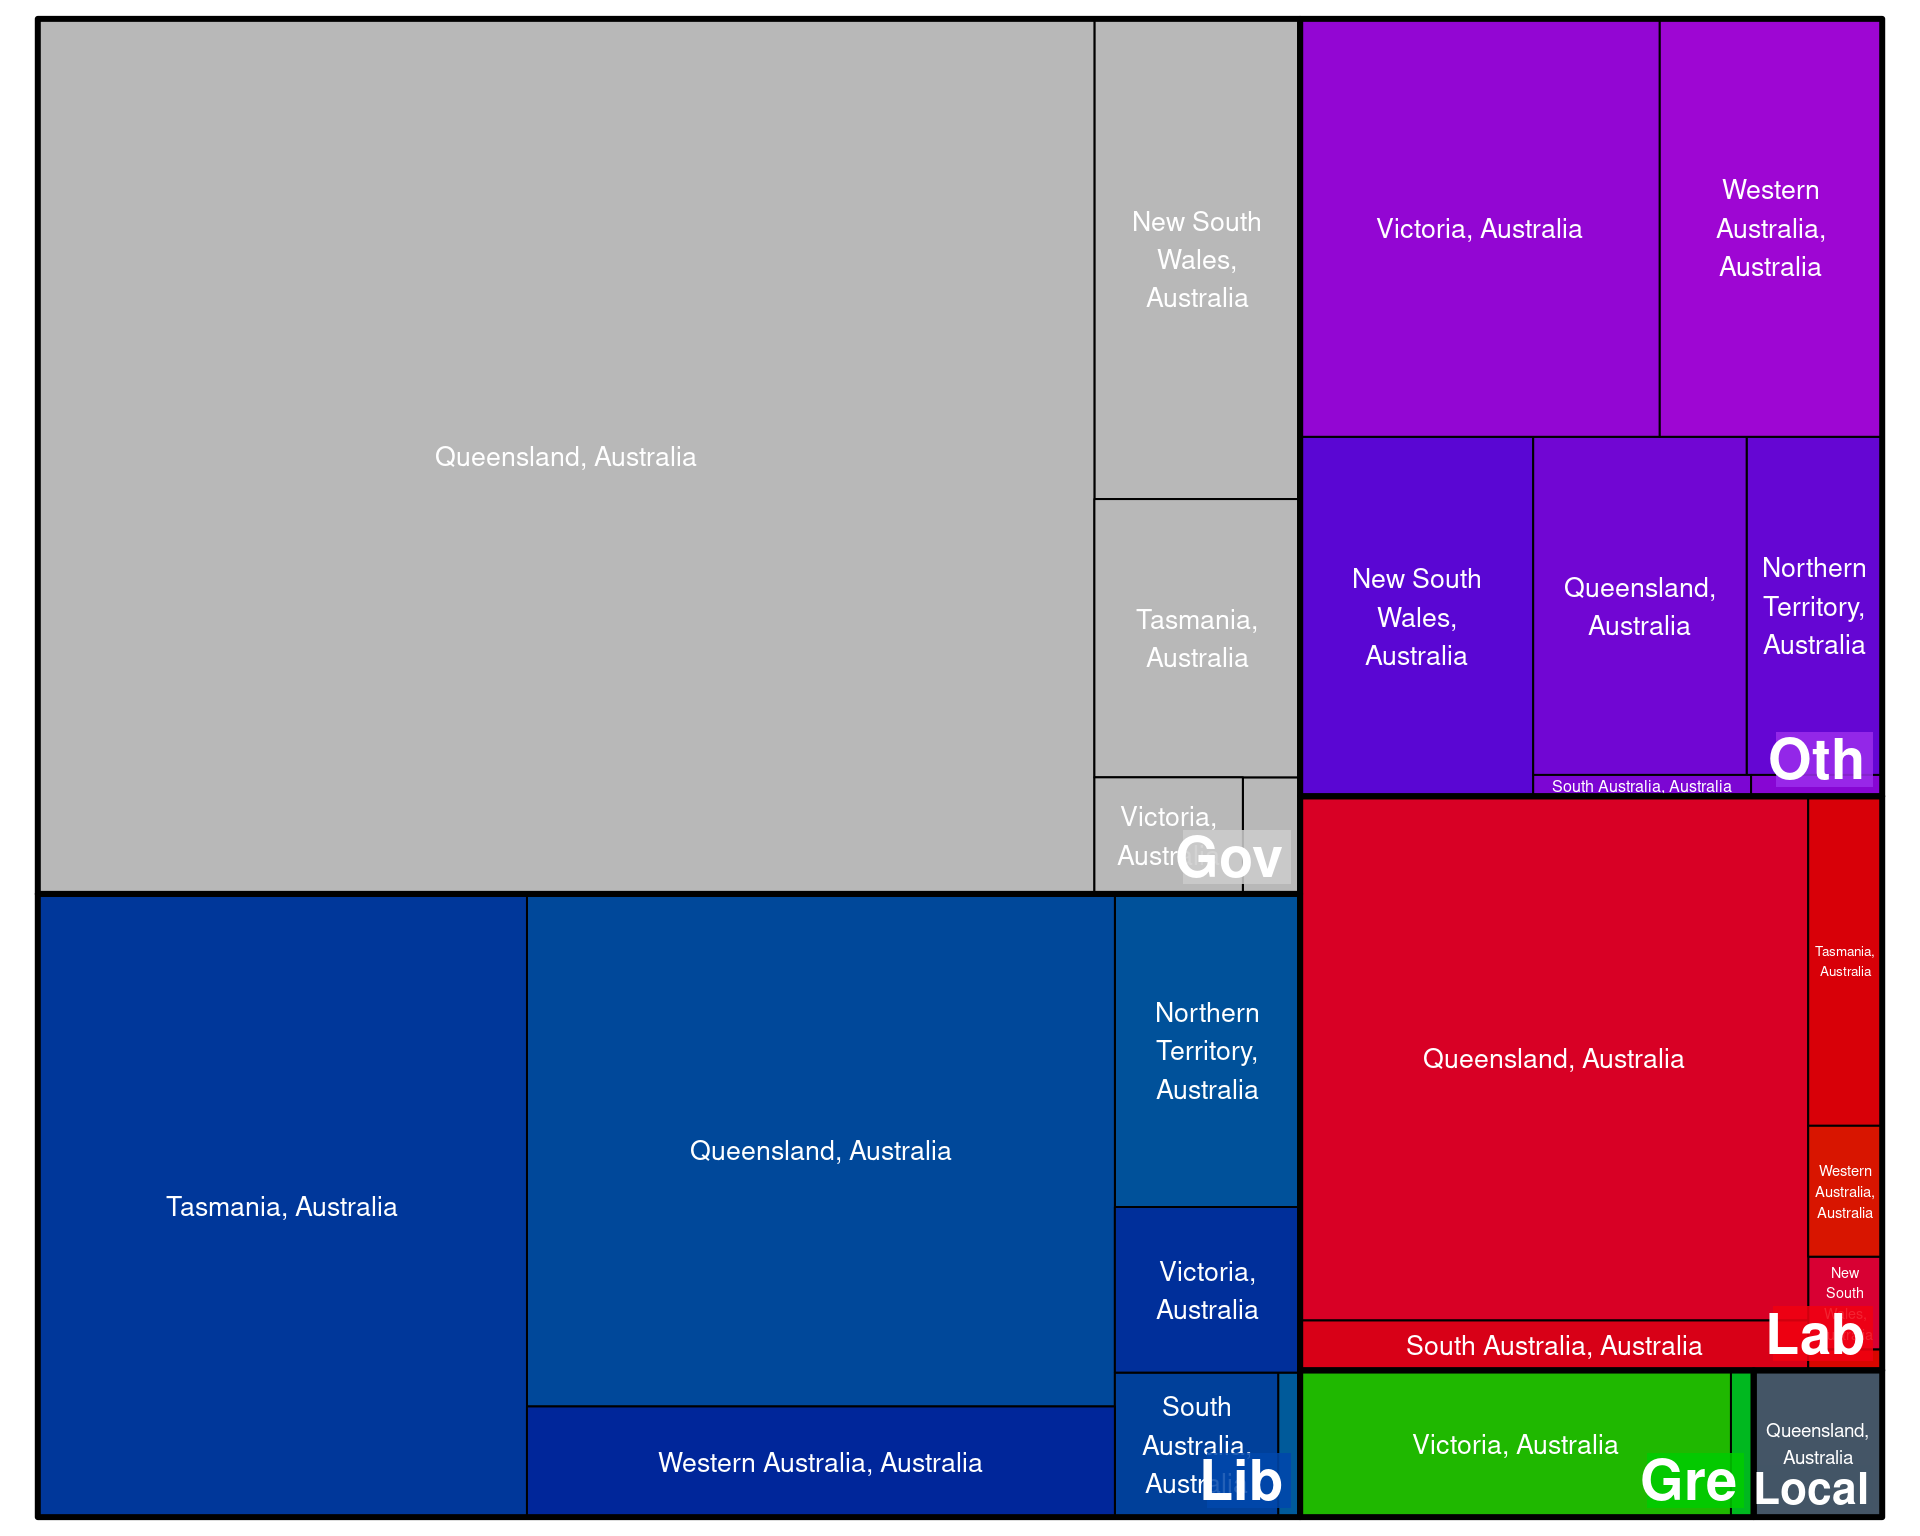 Queensland, Australia
New South
Wales,
Australia
Tasmania,
Australia
Victoria,
Gov
Victoria, Australia
Western
Australia,
Australia
New South
Wales,
Australia
Queensland,
Australia
Northern
Territory,
Australia
South Australia, Australia
Oth
Tasmania, Australia
Queensland, Australia
Western Australia, Australia
Northern
Territory,
Australia
Victoria,
Australia
South
Australia,
Lib
Queensland, Australia
Tasmania,
Australia
Western
Australia,
Australia
New
South
Wales,
South Australia, Australia
Lab
Victoria, Australia
Gre
Queensland,
Australia
Local